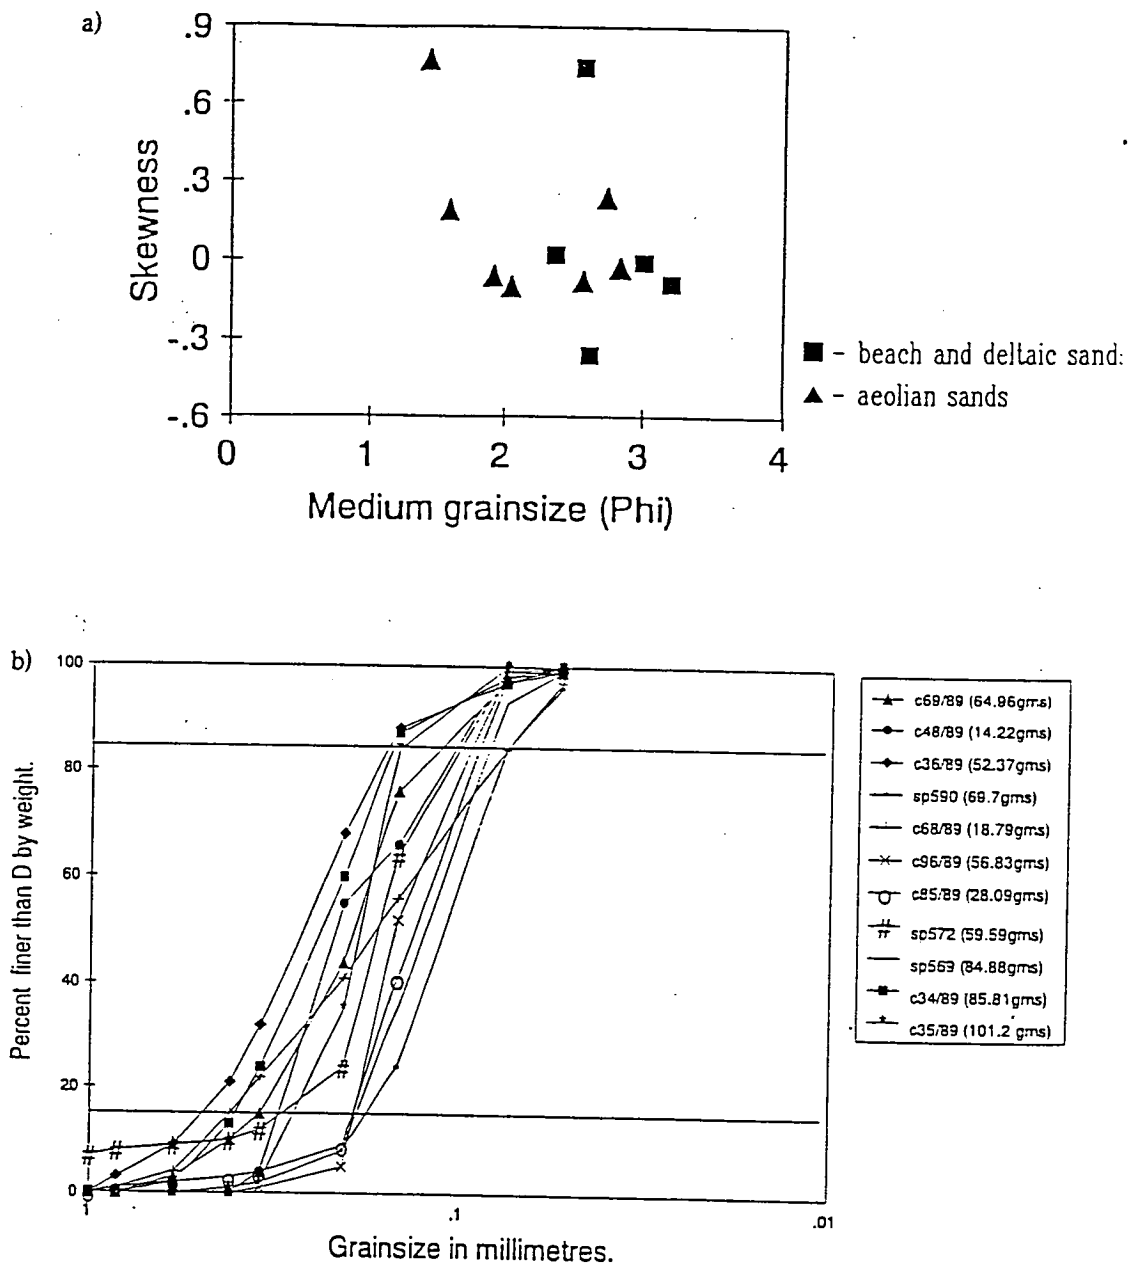 a)
.9
.6
.3
0
-.3
-.6
Skewness
0 1 2 3 4
Medium grainsize (Phi)
■ - beach and deltaic sand:
▲ - aeolian sands
b)
100
80
60
40
20
0
Percent finer than D by weight.
1 .1 .01
Grainsize in millimetres.
c69/89 (64.96gms)
c48/89 (14.22gms)
c36/89 (52.37gms)
sp590 (69.7gms)
c68/89 (18.79gms)
c96/89 (56.83gms)
c85/89 (28.09gms)
sp572 (59.59gms)
sp569 (84.88gms)
c34/89 (85.81gms)
c35/89 (101.2 gms)